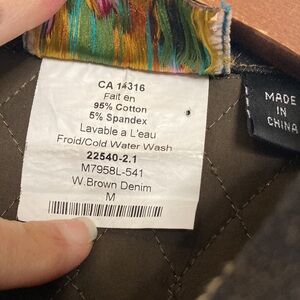 CA 14316
Fait en
95% Cotton
5% Spandex
Lavable a L'eau
Froid/Cold Water Wash
22540-2.1
M7958L-541
W.Brown Denim
M
MADE
IN
CHINA